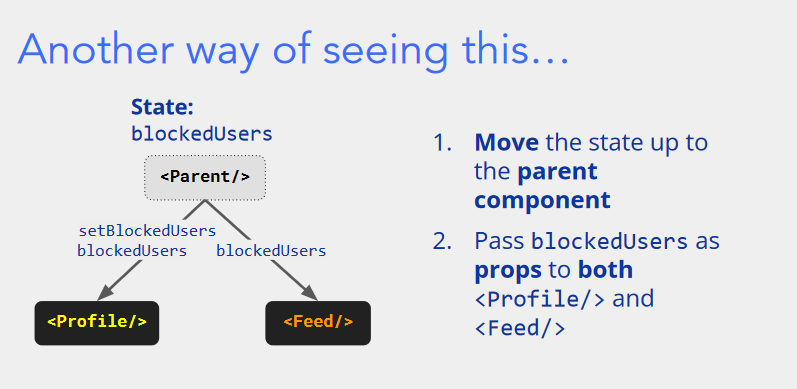 Another way of seeing this…
State:
blockedUsers
<Parent/>
setBlockedUsers
blockedUsers
blockedUsers
<Profile/>
<Feed/>
1. Move the state up to
the parent
component
2. Pass blockedUsers as
props to both
<Profile/> and
<Feed/>